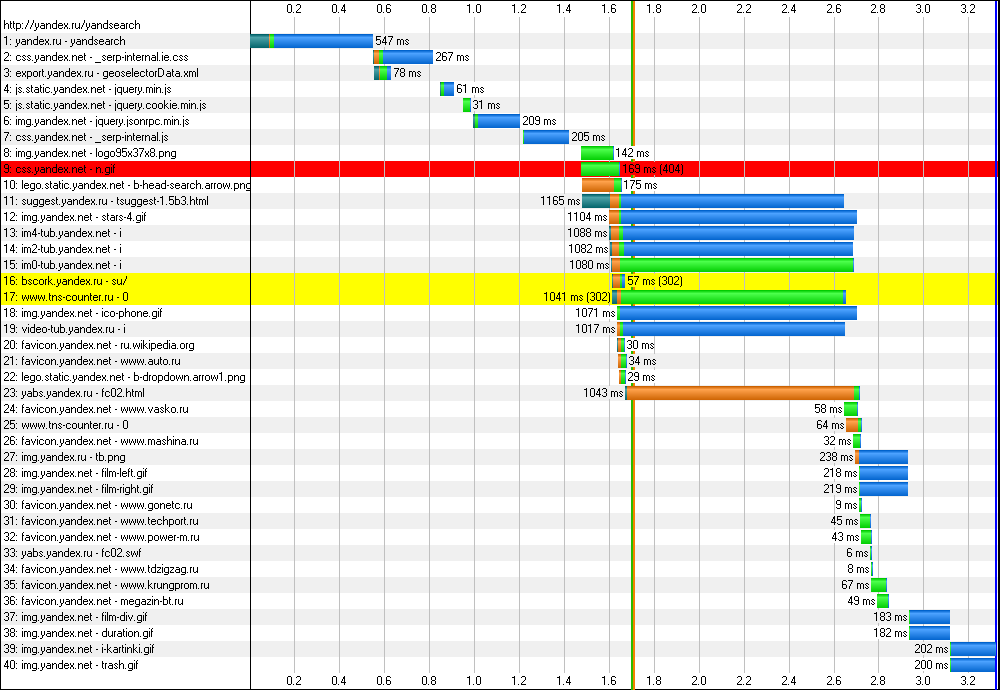 0.2 0.4 0.6 0.8 1.0 1.2 1.4 1.6 1.8 2.0 2.2 2.4 2.6 2.8 3.0 3.2
http://yandex.ru/yandsearch
1: yandex.ru - yandsearch 547 ms
2: css.yandex.net - _serp-internal.ie.css 267 ms
3: export.yandex.ru - geoselectorData.xml 78 ms
4: js.static.yandex.net - jquery.min.js 61 ms
5: js.static.yandex.net - jquery.cookie.min.js 31 ms
6: img.yandex.net - jquery.jsonrpc.min.js 209 ms
7: css.yandex.net - _serp-internal.js 205 ms
8: img.yandex.net - logo95x37x8.png 142 ms
9: css.yandex.net - n.gif 169 ms (404)
10: lego.static.yandex.net - b-head-search.arrow.png 175 ms
11: suggest.yandex.ru - tsuggest-1.5b3.html 1165 ms
12: img.yandex.net - stars-4.gif 1104 ms
13: im4-tub.yandex.net - i 1088 ms
14: im2-tub.yandex.net - i 1082 ms
15: im0-tub.yandex.net - i 1080 ms
16: bscork.yandex.ru - su/ 57 ms (302)
17: www.tns-counter.ru - 0 1041 ms (302)
18: img.yandex.net - ico-phone.gif 1071 ms
19: video-tub.yandex.ru - i 1017 ms
20: favicon.yandex.net - ru.wikipedia.org 30 ms
21: favicon.yandex.net - www.auto.ru 34 ms
22: lego.static.yandex.net - b-dropdown.arrow1.png 29 ms
23: yabs.yandex.ru - fc02.html 1043 ms
24: favicon.yandex.net - www.vasko.ru 58 ms
25: www.tns-counter.ru - 0 64 ms
26: favicon.yandex.net - www.mashina.ru 32 ms
27: img.yandex.ru - tb.png 238 ms
28: img.yandex.net - film-left.gif 218 ms
29: img.yandex.net - film-right.gif 219 ms
30: favicon.yandex.net - www.gonetc.ru 9 ms
31: favicon.yandex.net - www.techport.ru 45 ms
32: favicon.yandex.net - www.power-m.ru 43 ms
33: yabs.yandex.ru - fc02.swf 6 ms
34: favicon.yandex.net - www.tdzigzag.ru 8 ms
35: favicon.yandex.net - www.krungprom.ru 67 ms
36: favicon.yandex.net - megazin-bt.ru 49 ms
37: img.yandex.net - film-div.gif 183 ms
38: img.yandex.net - duration.gif 182 ms
39: img.yandex.net - i-kartinki.gif 202 ms
40: img.yandex.net - trash.gif 200 ms
0.2 0.4 0.6 0.8 1.0 1.2 1.4 1.6 1.8 2.0 2.2 2.4 2.6 2.8 3.0 3.2